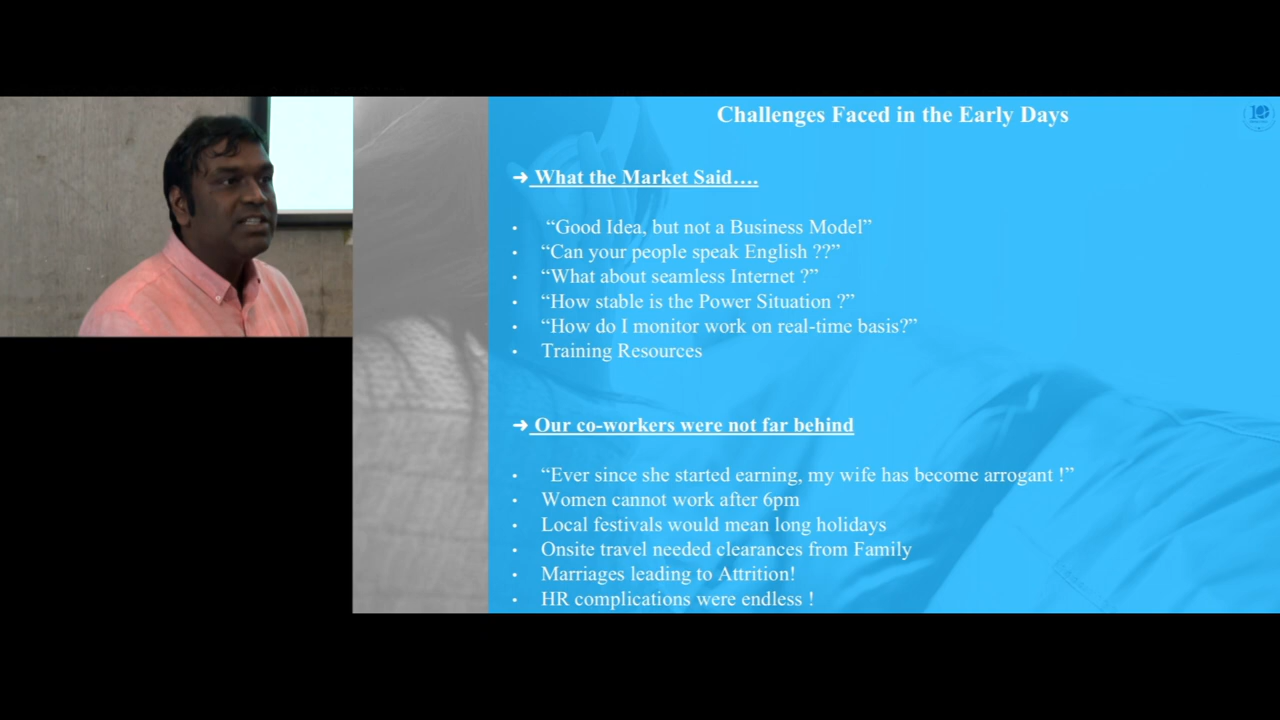 Challenges Faced in the Early Days
➜ What the Market Said….
• “Good Idea, but not a Business Model”
• “Can your people speak English ??”
• “What about seamless Internet ?”
• “How stable is the Power Situation ?”
• “How do I monitor work on real-time basis?”
• Training Resources
➜ Our co-workers were not far behind
• “Ever since she started earning, my wife has become arrogant !”
• Women cannot work after 6pm
• Local festivals would mean long holidays
• Onsite travel needed clearances from Family
• Marriages leading to Attrition!
• HR complications were endless !
10